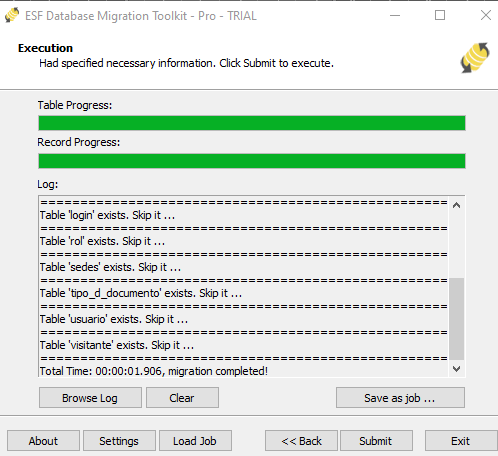 ESF Database Migration Toolkit - Pro - TRIAL
Execution
Had specified necessary information. Click Submit to execute.
Table Progress:
Record Progress:
Log:
==============================================================
Table 'login' exists. Skip it ...
==============================================================
Table 'rol' exists. Skip it ...
==============================================================
Table 'sedes' exists. Skip it ...
==============================================================
Table 'tipo_d_documento' exists. Skip it ...
==============================================================
Table 'usuario' exists. Skip it ...
==============================================================
Table 'visitante' exists. Skip it ...
==============================================================
Total Time: 00:00:01.906, migration completed!
Browse Log Clear Save as job ...
About Settings Load Job << Back Submit Exit